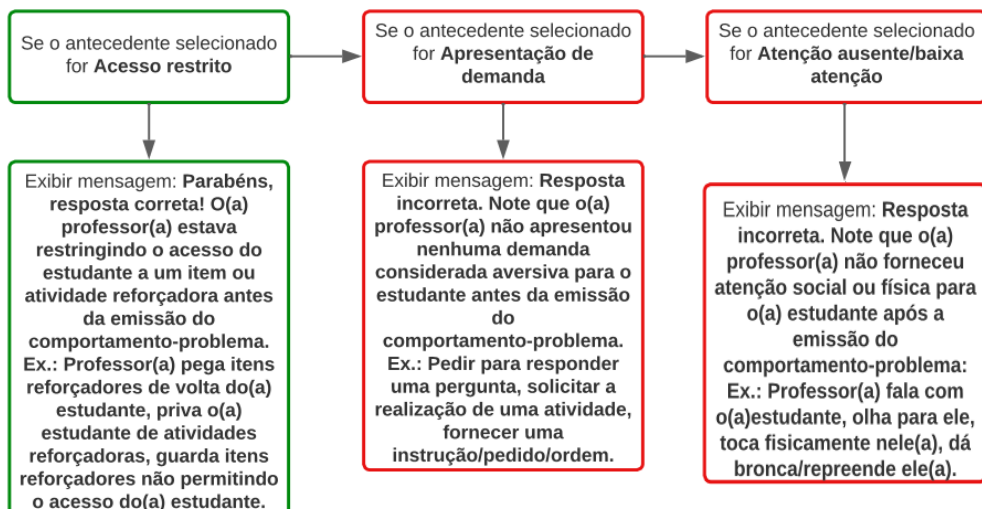 Se o antecedente selecionado
for Acesso restrito
Se o antecedente selecionado
for Apresentação de
demanda
Se o antecedente selecionado
for Atenção ausente/baixa
atenção
Exibir mensagem: Parabéns,
resposta correta! O(a)
professor(a) estava
restringindo o acesso do
estudante a um item ou
atividade reforçadora antes
da emissão do
comportamento-problema.
Ex.: Professor(a) pega itens
reforçadores de volta do(a)
estudante, priva o(a)
estudante de atividades
reforçadoras, guarda itens
reforçadores não permitindo
o acesso do(a) estudante.
Exibir mensagem: Resposta
incorreta. Note que o(a)
professor(a) não apresentou
nenhuma demanda
considerada aversiva para o
estudante antes da emissão
do
comportamento-problema.
Ex.: Pedir para responder
uma pergunta, solicitar a
realização de uma atividade,
fornecer uma
instrução/pedido/ordem.
Exibir mensagem: Resposta
incorreta. Note que o(a)
professor(a) não forneceu
atenção social ou física para
o(a) estudante após a
emissão do
comportamento-problema:
Ex.: Professor(a) fala com
o(a)estudante, olha para ele,
toca fisicamente nele(a), dá
bronca/repreende ele(a).